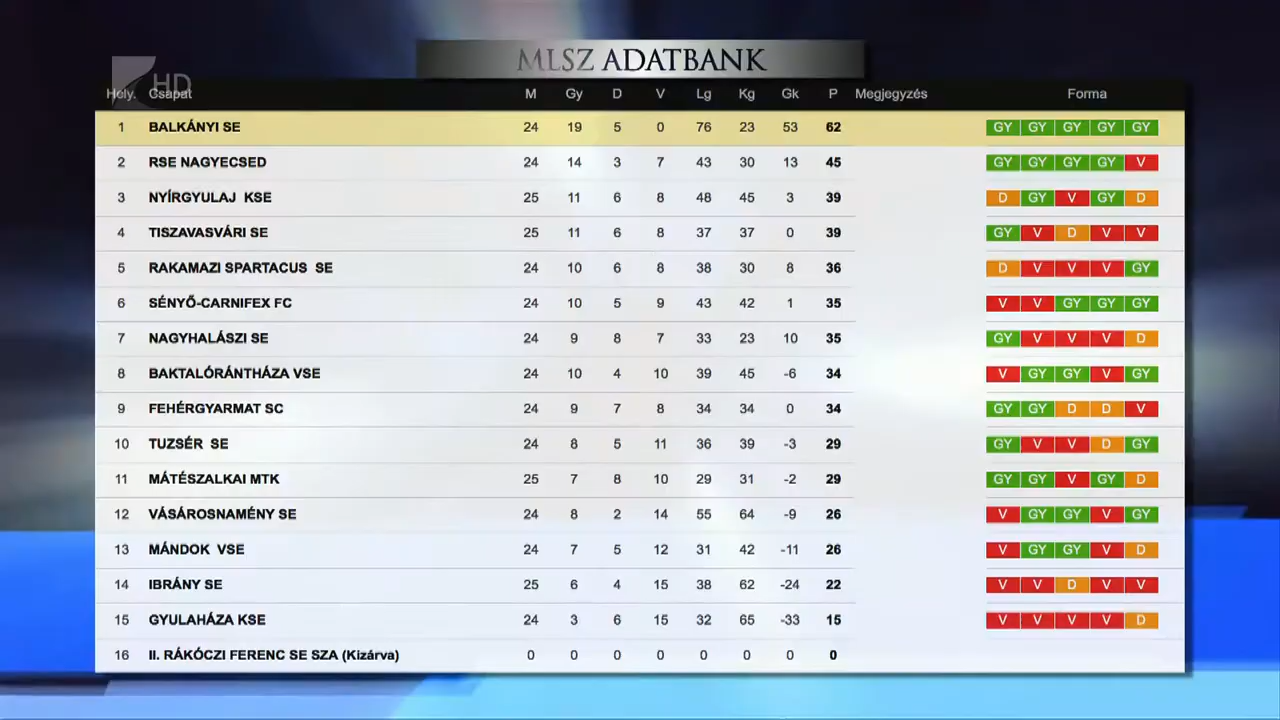 MLSZ ADATBANK
HD
Hely. Csapat M Gy D V Lg Kg Gk P Megjegyzés Forma
1 BALKÁNYI SE 24 19 5 0 76 23 53 62 GY GY GY GY GY
2 RSE NAGYECSED 24 14 3 7 43 30 13 45 GY GY GY GY V
3 NYÍRGYULAJ KSE 25 11 6 8 48 45 3 39 D GY V GY D
4 TISZAVASVÁRI SE 25 11 6 8 37 37 0 39 GY V D V V
5 RAKAMAZI SPARTACUS SE 24 10 6 8 38 30 8 36 D V V V GY
6 SÉNYŐ-CARNIFEX FC 24 10 5 9 43 42 1 35 V V GY GY GY
7 NAGYHALÁSZI SE 24 9 8 7 33 23 10 35 GY V V V D
8 BAKTALÓRÁNTHÁZA VSE 24 10 4 10 39 45 -6 34 V GY GY V GY
9 FEHÉRGYARMAT SC 24 9 7 8 34 34 0 34 GY GY D D V
10 TUZSÉR SE 24 8 5 11 36 39 -3 29 GY V V D GY
11 MÁTÉSZALKAI MTK 25 7 8 10 29 31 -2 29 GY GY V GY D
12 VÁSÁROSNAMÉNY SE 24 8 2 14 55 64 -9 26 V GY GY V GY
13 MÁNDOK VSE 24 7 5 12 31 42 -11 26 V GY GY V D
14 IBRÁNY SE 25 6 4 15 38 62 -24 22 V V D V V
15 GYULAHÁZA KSE 24 3 6 15 32 65 -33 15 V V V V D
16 II. RÁKÓCZI FERENC SE SZA (Kizárva) 0 0 0 0 0 0 0 0